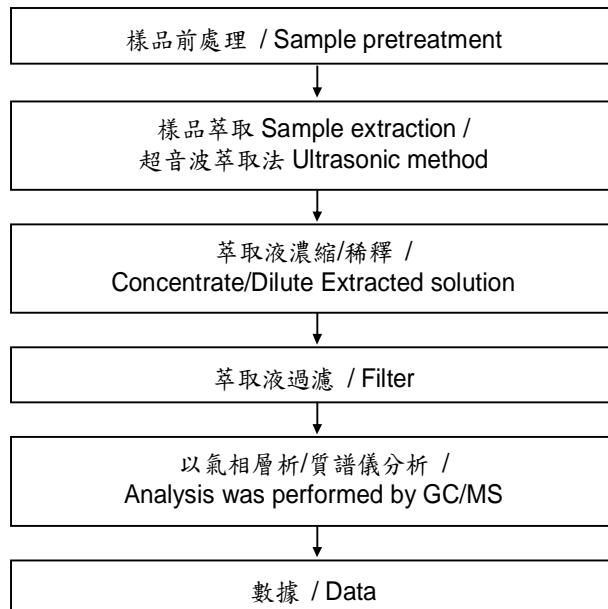 樣品前處理 / Sample pretreatment
樣品萃取 Sample extraction /
超音波萃取法 Ultrasonic method
萃取液濃縮/稀釋 /
Concentrate/Dilute Extracted solution
萃取液過濾 / Filter
以氣相層析/質譜儀分析 /
Analysis was performed by GC/MS
數據 / Data